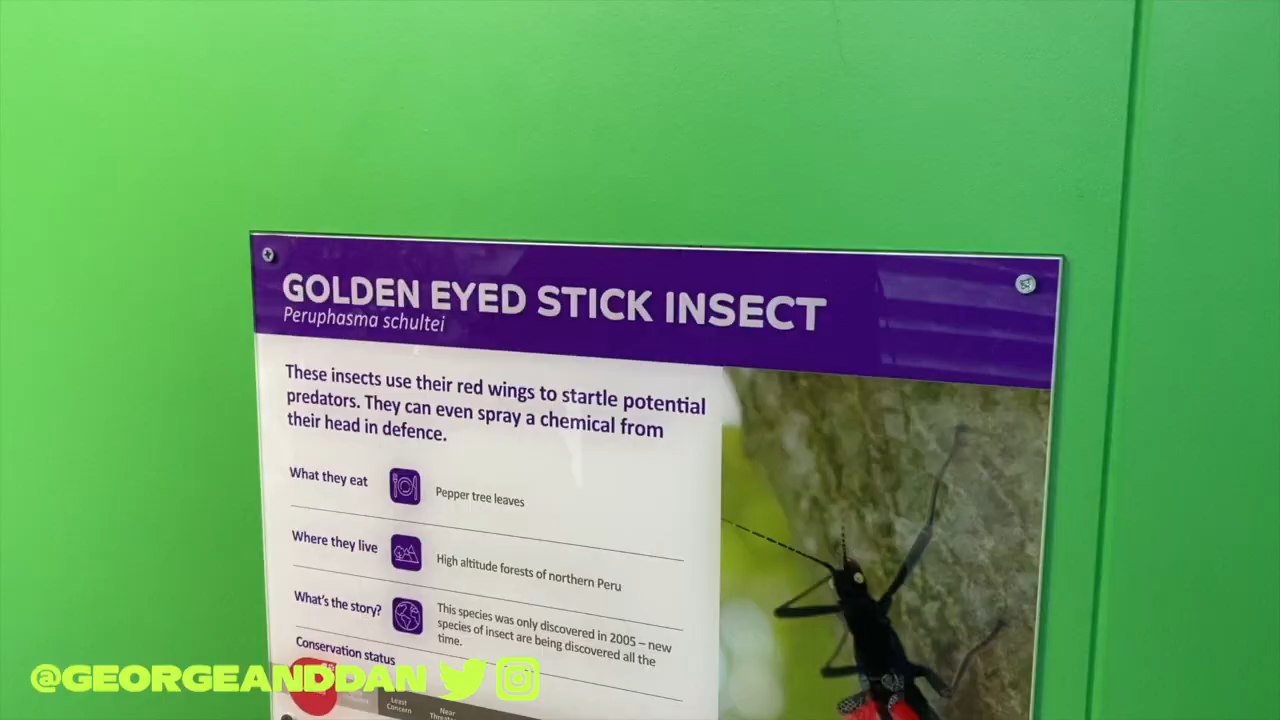 GOLDEN EYED STICK INSECT
Peruphasma schultei
These insects use their red wings to startle potential
predators. They can even spray a chemical from
their head in defence.
What they eat
Pepper tree leaves
Where they live
High altitude forests of northern Peru
What's the story?
This species was only discovered in 2005 – new
species of insect are being discovered all the
time.
Conservation status
Least
Concern
Near
@GEORGEANDDAN